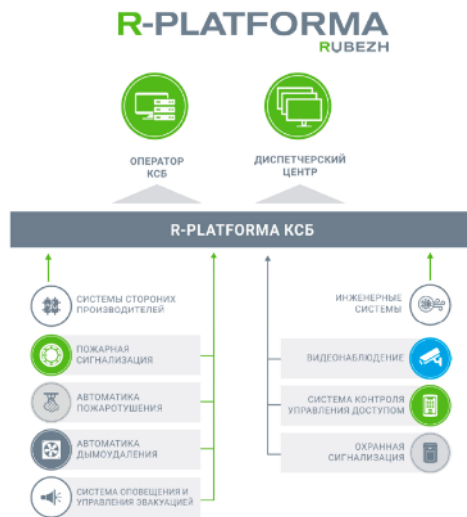 R-PLATFORMA
RUBEZH
ОПЕРАТОР
КСБ
ДИСПЕТЧЕРСКИЙ
ЦЕНТР
R-PLATFORMA КСБ
СИСТЕМЫ СТОРОНИХ
ПРОИЗВОДИТЕЛЕЙ
ПОЖАРНАЯ
СИГНАЛИЗАЦИЯ
АВТОМАТИКА
ПОЖАРОТУШЕНИЯ
АВТОМАТИКА
ДЫМОУДАЛЕНИЯ
СИСТЕМА ОПОВЕЩЕНИЯ И
УПРАВЛЕНИЯ ЭВАКУАЦИЕЙ
ИНЖЕНЕРНЫЕ
СИСТЕМЫ
ВИДЕОНАБЛЮДЕНИЕ
СИСТЕМА КОНТРОЛЯ
УПРАВЛЕНИЯ ДОСТУПОМ
ОХРАННАЯ
СИГНАЛИЗАЦИЯ